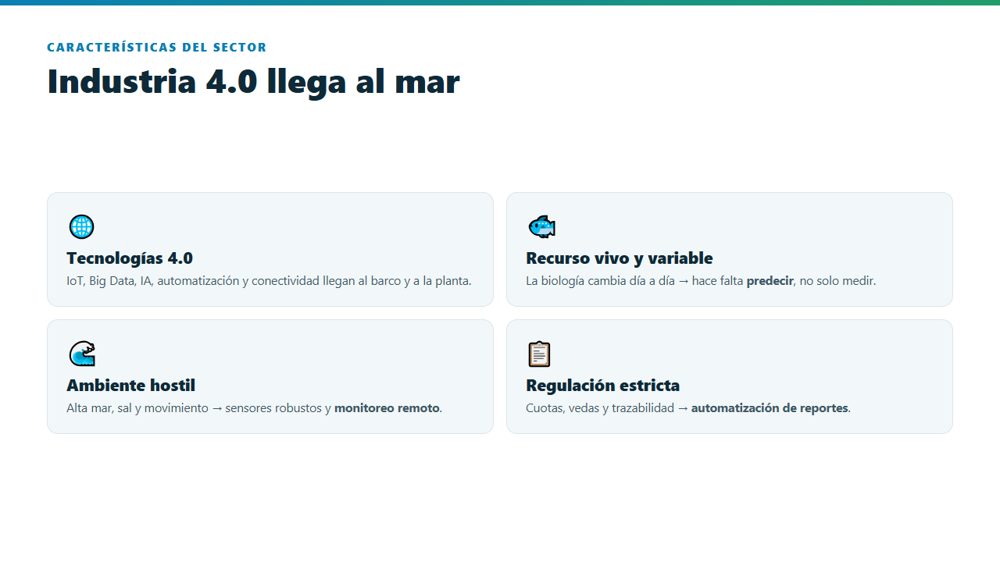 CARACTERÍSTICAS DEL SECTOR
Industria 4.0 llega al mar
Tecnologías 4.0
IoT, Big Data, IA, automatización y conectividad llegan al barco y a la planta.
Recurso vivo y variable
La biología cambia día a día → hace falta predecir, no solo medir.
Ambiente hostil
Alta mar, sal y movimiento → sensores robustos y monitoreo remoto.
Regulación estricta
Cuotas, vedas y trazabilidad → automatización de reportes.